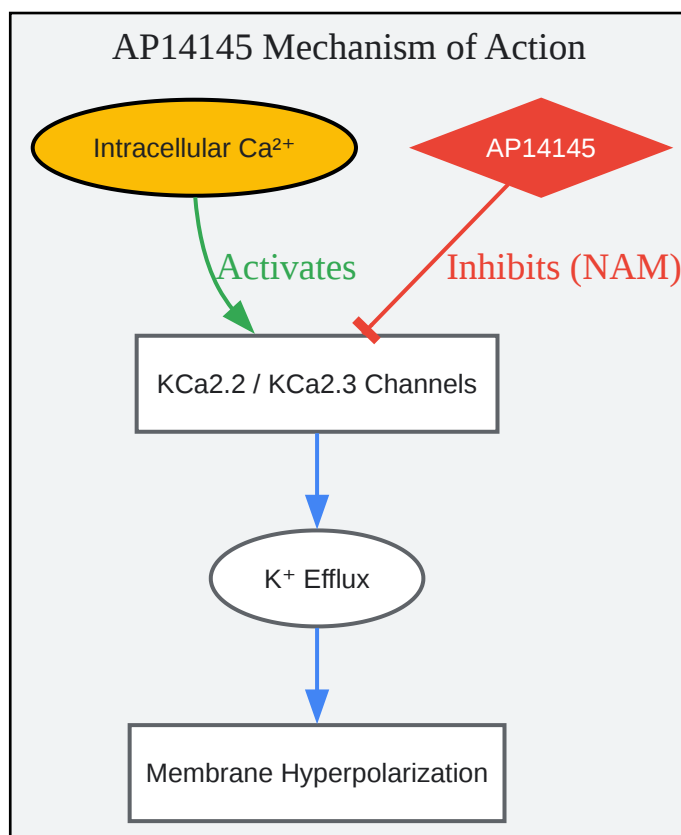 AP14145 Mechanism of Action
Intracellular Ca²⁺
AP14145
Activates
Inhibits (NAM)
KCa2.2 / KCa2.3 Channels
K⁺ Efflux
Membrane Hyperpolarization